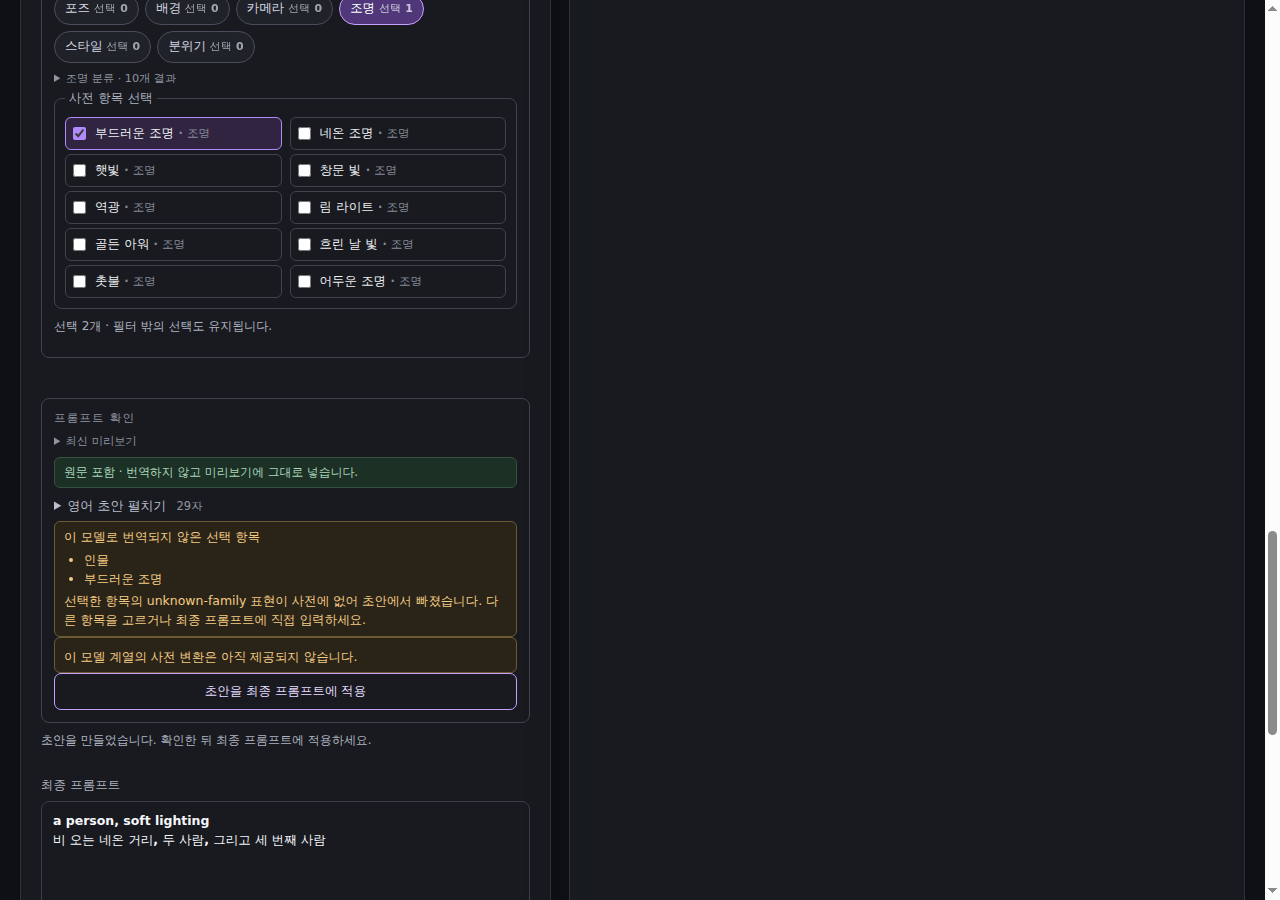 포즈 선택 0 배경 선택 0 카메라 선택 0 조명 선택 1
스타일 선택 0 분위기 선택 0
▶ 조명 분류 · 10개 결과
사전 항목 선택
부드러운 조명 · 조명 네온 조명 · 조명
햇빛 · 조명 창문 빛 · 조명
역광 · 조명 림 라이트 · 조명
골든 아워 · 조명 흐린 날 빛 · 조명
촛불 · 조명 어두운 조명 · 조명
선택 2개 · 필터 밖의 선택도 유지됩니다.
프롬프트 확인
▶ 최신 미리보기
원문 포함 · 번역하지 않고 미리보기에 그대로 넣습니다.
▶ 영어 초안 펼치기 29자
이 모델로 번역되지 않은 선택 항목
• 인물
• 부드러운 조명
선택한 항목의 unknown-family 표현이 사전에 없어 초안에서 빠졌습니다. 다
른 항목을 고르거나 최종 프롬프트에 직접 입력하세요.
이 모델 계열의 사전 변환은 아직 제공되지 않습니다.
초안을 최종 프롬프트에 적용
초안을 만들었습니다. 확인한 뒤 최종 프롬프트에 적용하세요.
최종 프롬프트
a person, soft lighting
비 오는 네온 거리, 두 사람, 그리고 세 번째 사람